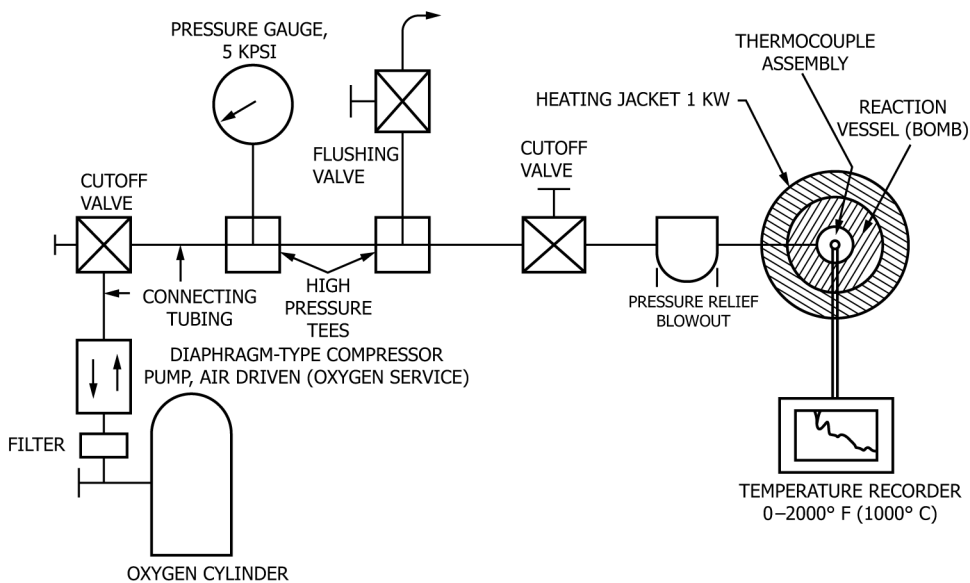 PRESSURE GAUGE,
5 KPSI
THERMOCOUPLE
ASSEMBLY
HEATING JACKET 1 KW
REACTION
VESSEL (BOMB)
FLUSHING
VALVE
CUTOFF
VALVE
CUTOFF
VALVE
CONNECTING
TUBING
HIGH
PRESSURE
TEES
PRESSURE RELIEF
BLOWOUT
DIAPHRAGM-TYPE COMPRESSOR
PUMP, AIR DRIVEN (OXYGEN SERVICE)
FILTER
TEMPERATURE RECORDER
0–2000° F (1000° C)
OXYGEN CYLINDER